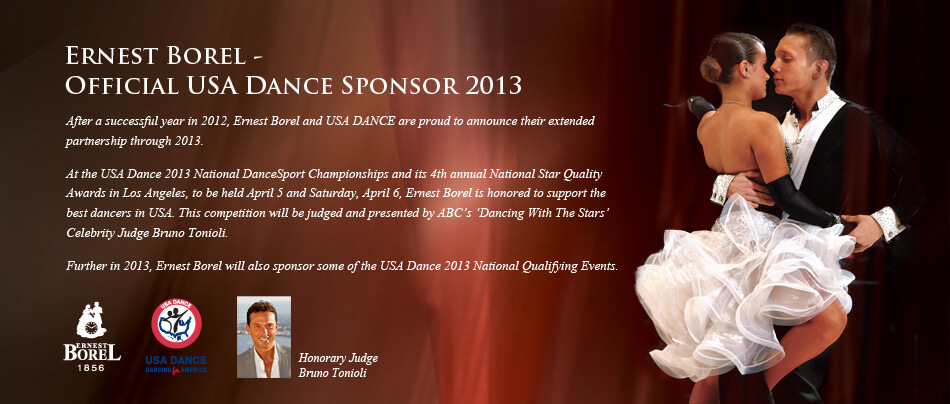 ERNEST BOREL -
OFFICIAL USA DANCE SPONSOR 2013
After a successful year in 2012, Ernest Borel and USA DANCE are proud to announce their extended
partnership through 2013.
At the USA Dance 2013 National DanceSport Championships and its 4th annual National Star Quality
Awards in Los Angeles, to be held April 5 and Saturday, April 6, Ernest Borel is honored to support the
best dancers in USA. This competition will be judged and presented by ABC's ‘Dancing With The Stars’
Celebrity Judge Bruno Tonioli.
Further in 2013, Ernest Borel will also sponsor some of the USA Dance 2013 National Qualifying Events.
ERNEST
BOREL
1856
USA DANCE
USA DANCE
DANCING for AMERICA
Honorary Judge
Bruno Tonioli